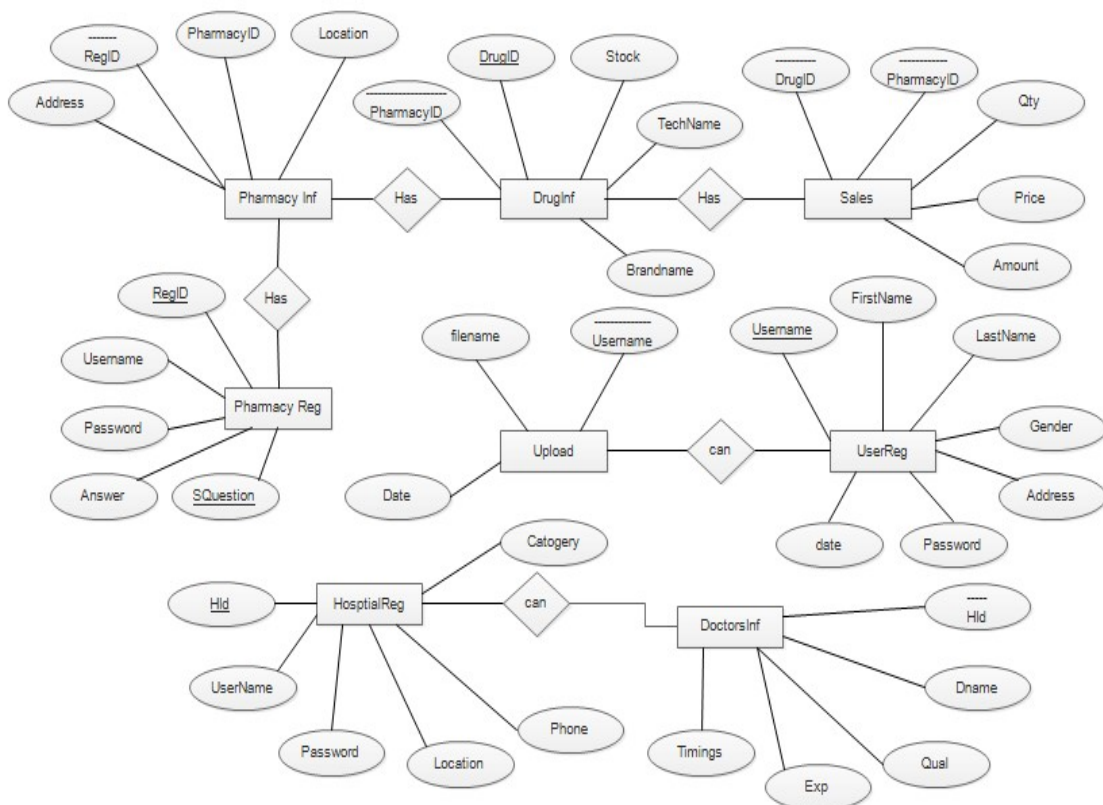 RegID
PharmacyID
Location
Address
PharmacyID
DrugID
Stock
TechName
DrugID
PharmacyID
Qty
Price
Amount
Pharmacy Inf
Has
DrugInf
Has
Sales
Brandname
Has
RegID
Username
Password
Answer
SQuestion
Pharmacy Reg
filename
Username
Upload
Date
can
Username
FirstName
LastName
Gender
Address
Password
date
UserReg
HId
HosptialReg
Catogery
can
UserName
Password
Location
Phone
DoctorsInf
HId
Dname
Qual
Exp
Timings